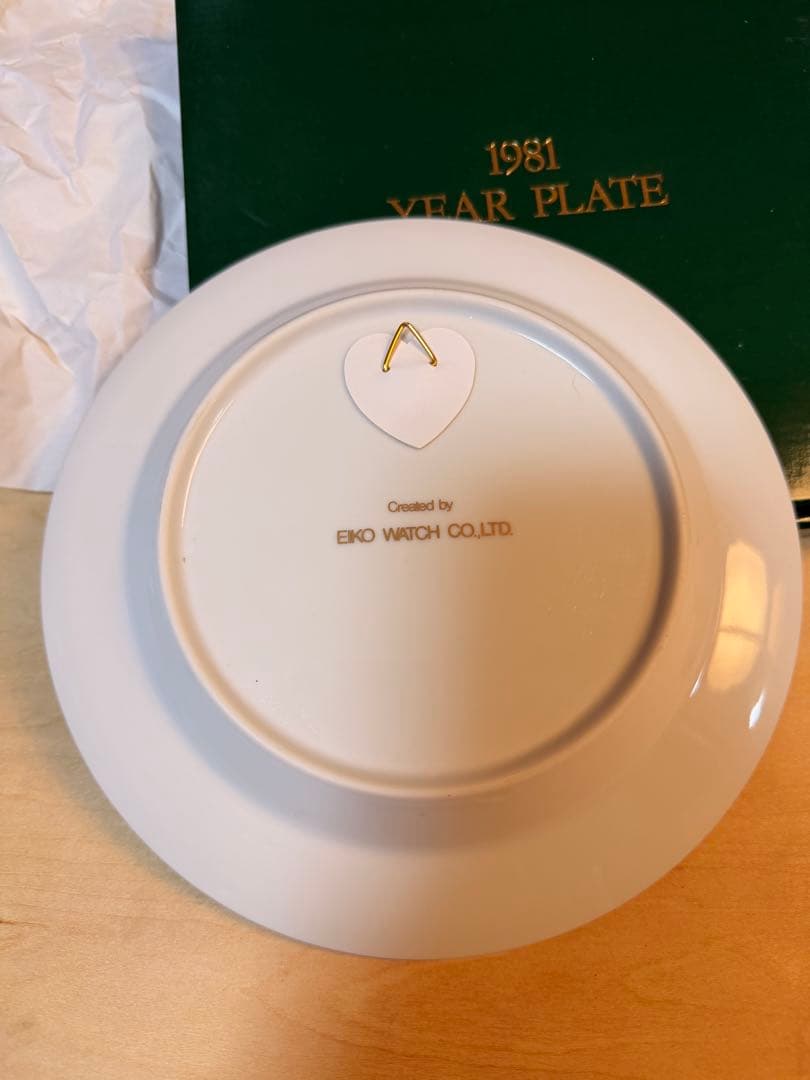 1981
YEAR PLATE
Created by
EIKO WATCH CO.,LTD.